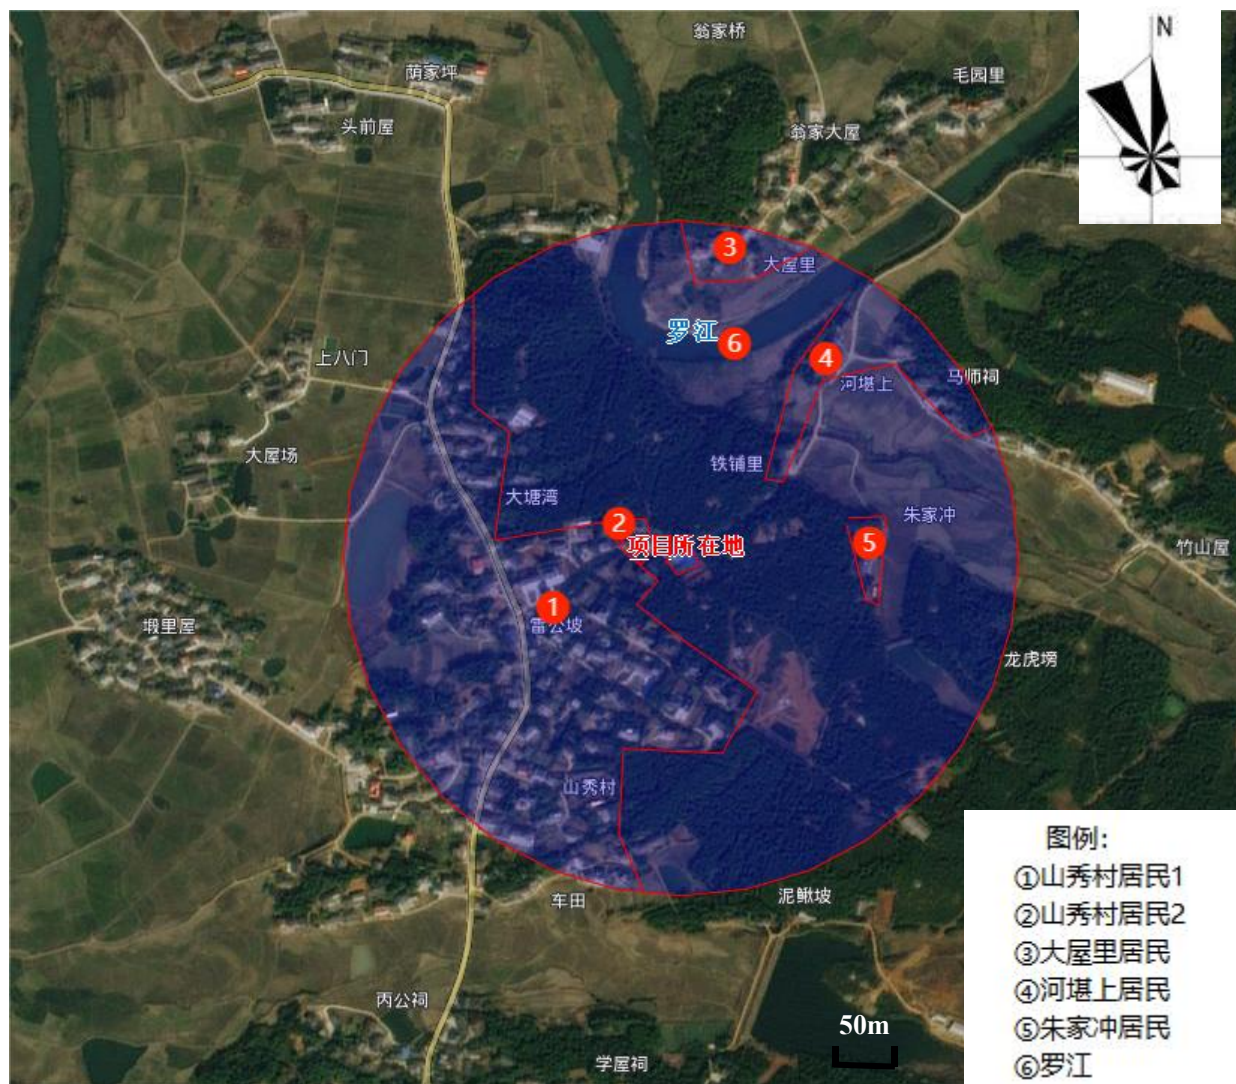 翁家桥
N
荫家坪
毛园里
头前屋
翁家大屋
3
大屋里
罗江
6
上八门
4
河堪上
马师祠
大屋场
铁铺里
大塘湾
朱家冲
2
项目所在地
5
竹山屋
1
雷公坡
塅里屋
龙虎塝
山秀村
车田
泥鳅坡
丙公祠
50m
学屋祠
图例：
①山秀村居民1
②山秀村居民2
③大屋里居民
④河堪上居民
⑤朱家冲居民
⑥罗江